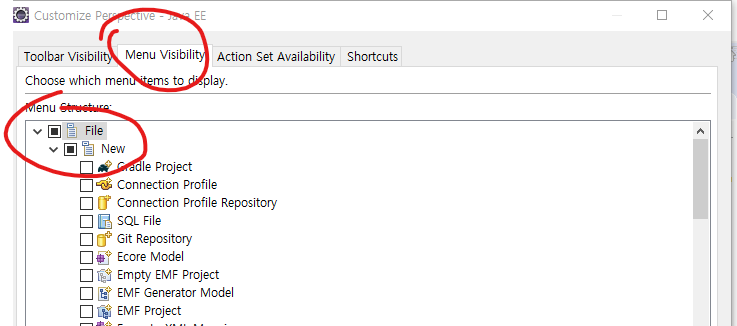 Customize Perspective - Java EE
Toolbar Visibility Menu Visibility Action Set Availability Shortcuts
Choose which menu items to display.
Menu Structure:
File
New
Gradle Project
Connection Profile
Connection Profile Repository
SQL File
Git Repository
Ecore Model
Empty EMF Project
EMF Generator Model
EMF Project